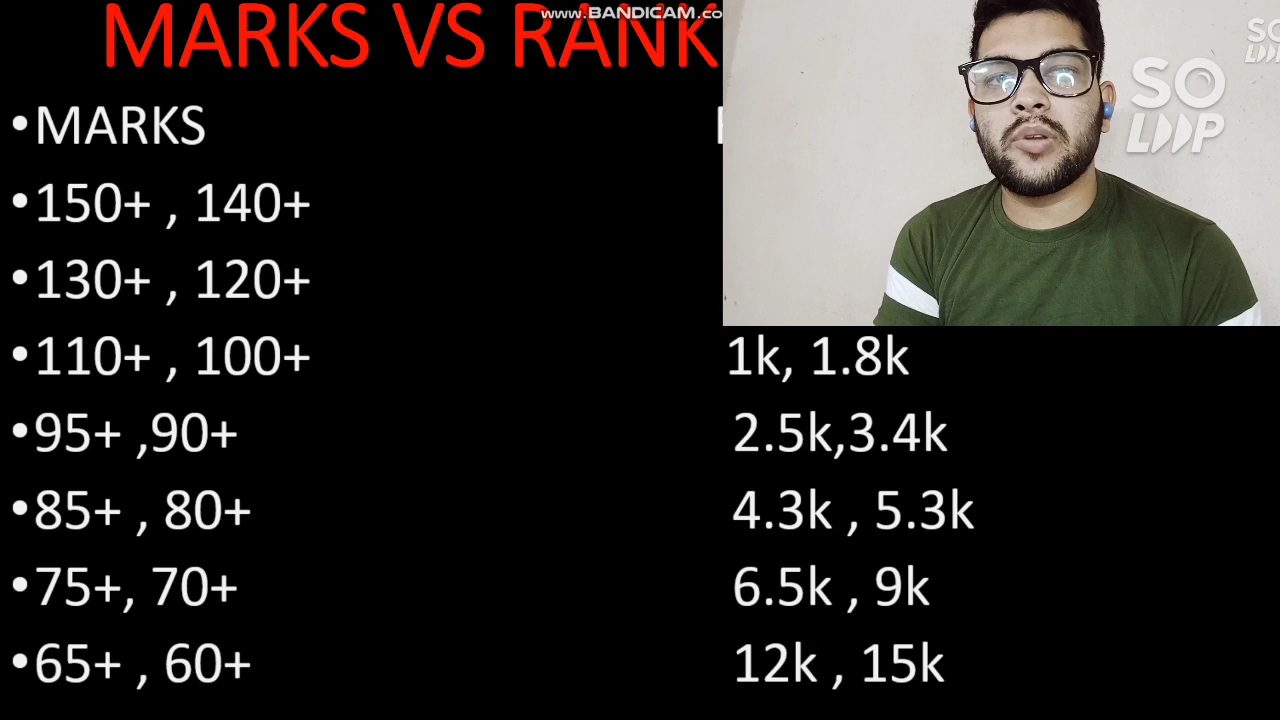 www.BANDICAM.co
MARKS VS RANK
• MARKS
• 150+ , 140+
• 130+ , 120+
• 110+ , 100+ 1k, 1.8k
• 95+ ,90+ 2.5k,3.4k
• 85+ , 80+ 4.3k , 5.3k
• 75+, 70+ 6.5k , 9k
• 65+ , 60+ 12k , 15k
SO
LOOP
SO